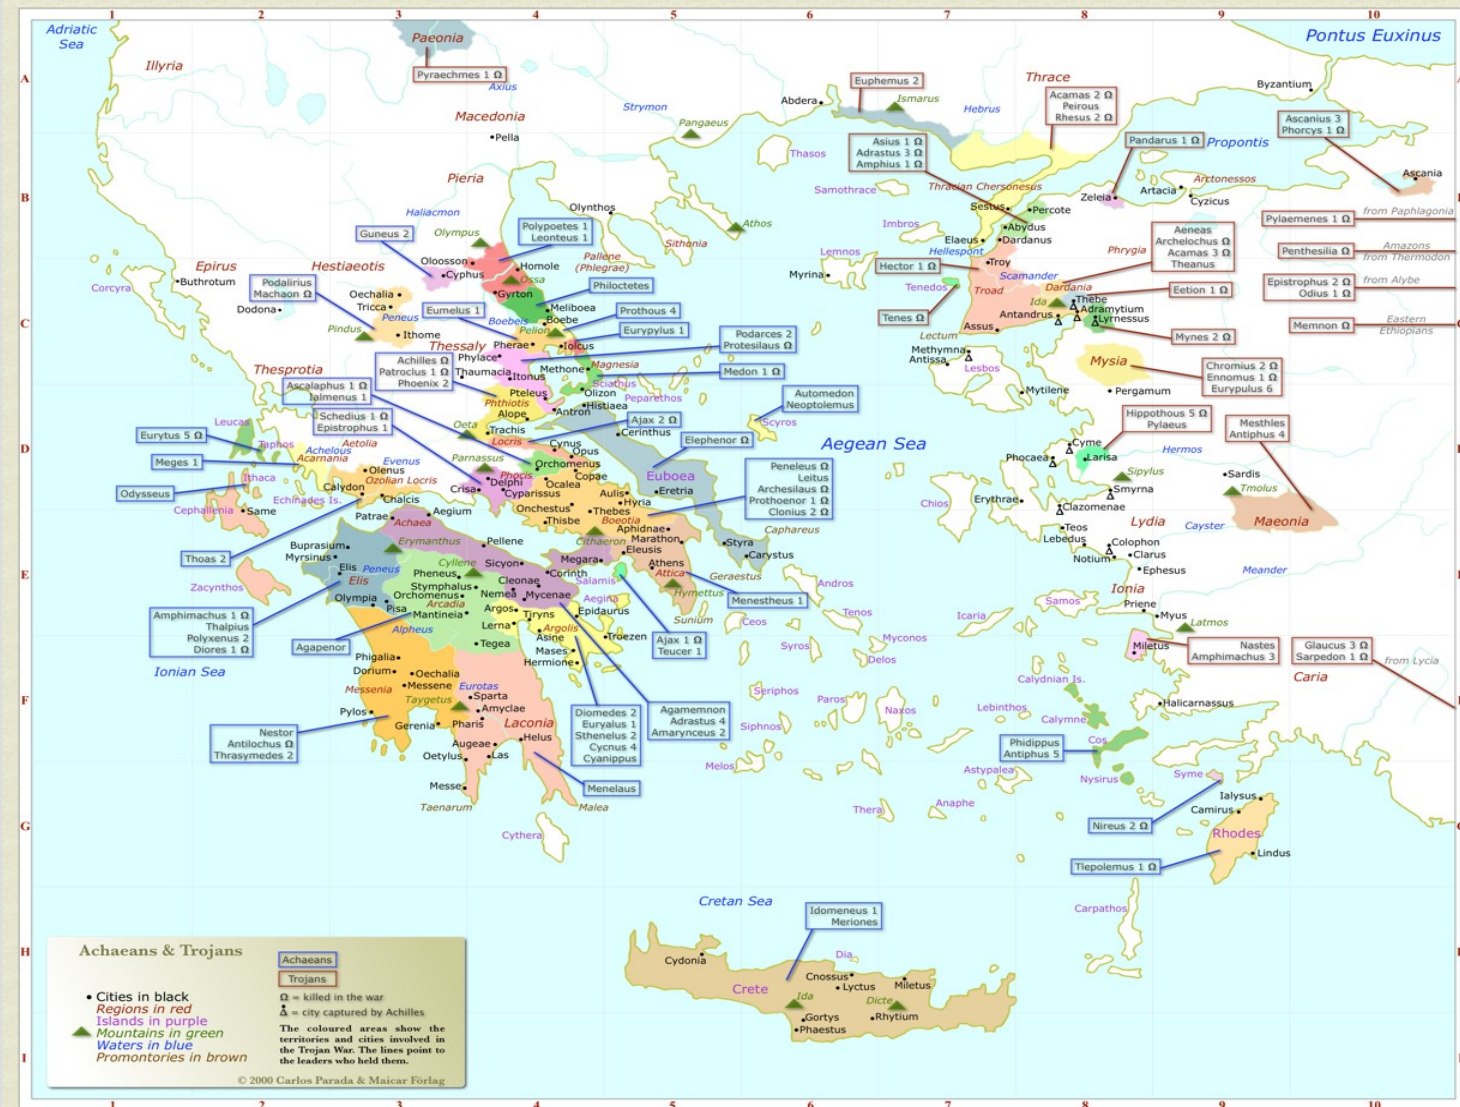 1 2 3 4 5 6 7 8 9 10
Adriatic
Sea
Paeonia
Pontus Euxinus
Illyria
Pyraechmes 1 Ω
Axius
A
Macedonia
Pella
Strymon
Pangaeus
Abdera
Euphemus 2
Ismarus
Hebrus
Thrace
Acamas 2 Ω
Peirous
Rhesus 2 Ω
Byzantium
Ascanius 3
Phorcys 1 Ω
Asius 1 Ω
Adrastus 3 Ω
Amphius 1 Ω
Pandarus 1 Ω
Propontis
Thasos
Pieria
Haliacmon
Olynthos
Samothrace
Thracian Chersonesus
Arctonessos
Ascania
B
Sestus
Percote
Zeleia
Artacia
Cyzicus
Guneus 2
Olympus
Polypoetes 1
Leonteus 1
Sithonia
Athos
Imbros
Abydus
Elaeus
Dardanus
Hellespont
Aeneas
Archelochus Ω
Acamas 3 Ω
Theanus
Phrygia
Pylaemenes 1 Ω
from Paphlagonia
Penthesilia Ω
Amazons
from Thermodon
Epirus
Hestiaeotis
Oloosson
Cyphus
Homole
Ossa
Pallene
(Phlegrae)
Lemnos
Myrina
Hector 1 Ω
Troy
Scamander
Corcyra
Buthrotum
Podalirius
Machaon Ω
Oechalia
Tricca
Peneus
Gyrton
Philoctetes
Tenedos
Troad
Dardania
Ida
Thebe
Eetion 1 Ω
Epistrophus 2 Ω
Odius 1 Ω
from Alybe
Dodona
Pindus
Ithome
Eumelus 1
Boebeis
Meliboea
Boebe
Prothous 4
Eurypylus 1
Tenes Ω
Assus
Antandrus
Adramytium
Lyrnessus
Mynes 2 Ω
Memnon Ω
Eastern
Ethiopians
C
Thessaly
Pherae
Pelion
Iolcus
Podarces 2
Protesilaus Ω
Lectum
Methymna
Antissa
Lesbos
Mysia
Thesprotia
Achilles Ω
Patroclus 1 Ω
Phoenix 2
Phylace
Thaumacia
Itonus
Methone
Magnesia
Sciathus
Medon 1 Ω
Chromius 2 Ω
Ennomus 1 Ω
Eurypulus 6
Ascalaphus 1 Ω
Ialmenus 1
Pteleus
Olizon
Peparethos
Mytilene
Pergamum
Automedon
Neoptolemus
Scyros
Leucas
Schedius 1 Ω
Epistrophus 1
Phthiotis
Alope
Antron
Histiaea
Ajax 2 Ω
Hippothous 5 Ω
Pylaeus
Mesthles
Antiphus 4
Eurytus 5 Ω
Taphos
Aetolia
Oeta
Trachis
Locris
Cynus
Opus
Cerinthus
Elephenor Ω
Aegean Sea
Cyme
Phocaea
Larisa
Hermos
D
Meges 1
Achelous
Acarnania
Evenus
Olenus
Ozolian Locris
Parnassus
Phocis
Orchomenus
Copae
Euboea
Sipylus
Sardis
Tmolus
Odysseus
Ithaca
Echinades Is.
Calydon
Chalcis
Crisa
Delphi
Cyparissus
Ocalea
Peneleus Ω
Leitus
Archesilaus Ω
Prothoenor 1 Ω
Clonius 2 Ω
Cephallenia
Same
Aulis
Eretria
Hyria
Onchestus
Thebes
Thisbe
Boeotia
Chios
Erythrae
Smyrna
Clazomenae
Lydia
Cayster
Maeonia
Patrae
Achaea
Aegium
Aphidnae
Marathon
Caphareus
Teos
Lebedus
Colophon
Notium
Clarus
Thoas 2
Buprasium
Myrsinus
Erymanthus
Pellene
Sicyon
Cithaeron
Megara
Eleusis
Styra
Carystus
Ephesus
Meander
E
Zacynthos
Elis
Peneus
Elis
Cyllene
Pheneus
Stymphalus
Orchomenus
Cleonae
Nemea
Mycenae
Corinth
Salamis
Athens
Attica
Hymettus
Geraestus
Menestheus 1
Andros
Samos
Ionia
Priene
Myus
Olympia
Pisa
Arcadia
Mantineia
Argos
Tiryns
Aegina
Epidaurus
Sunium
Ceos
Tenos
Icaria
Latmos
Amphimachus 1 Ω
Thalpius
Polyxenus 2
Diores 1 Ω
Agapenor
Alpheus
Tegea
Lerna
Argolis
Asine
Mases
Hermione
Troezen
Ajax 1 Ω
Teucer 1
Syros
Myconos
Delos
Miletus
Nastes
Amphimachus 3
Glaucus 3 Ω
Sarpedon 1 Ω
from Lycia
Ionian Sea
Phigalia
Dorium
Oechalia
Messene
Messenia
Eurotas
Taygetus
Sparta
Amyclae
Caria
Calydnian Is.
F
Pylos
Gerenia
Pharis
Laconia
Diomedes 2
Euryalus 1
Sthenelus 2
Cycnus 4
Cyanippus
Agamemnon
Adrastus 4
Amarynceus 2
Seriphos
Siphnos
Paros
Naxos
Lebinthos
Calymne
Halicarnassus
Nestor
Antilochus Ω
Thrasymedes 2
Augeae
Oetylus
Las
Helus
Phidippus
Antiphus 5
Cos
Melos
Astypalea
Nysirus
Syme
Messe
Taenarum
Menelaus
Malea
Thera
Anaphe
Ialysus
Camirus
G
Cythera
Nireus 2 Ω
Rhodes
Lindus
Tlepolemus 1 Ω
Cretan Sea
Idomeneus 1
Meriones
Carpathos
H
Cydonia
Dia
Cnossus
Lyctus
Miletus
Crete
Ida
Dicte
Gortys
Phaestus
Rhytium
I
Achaeans & Trojans
Achaeans
Trojans
Cities in black
Regions in red
Islands in purple
Mountains in green
Waters in blue
Promontories in brown
Ω = killed in the war
= city captured by Achilles
The coloured areas show the
territories and cities involved in
the Trojan War. The lines point to
the leaders who held them.
© 2000 Carlos Parada & Maicar Förlag
1 2 3 4 5 6 7 8 9 10